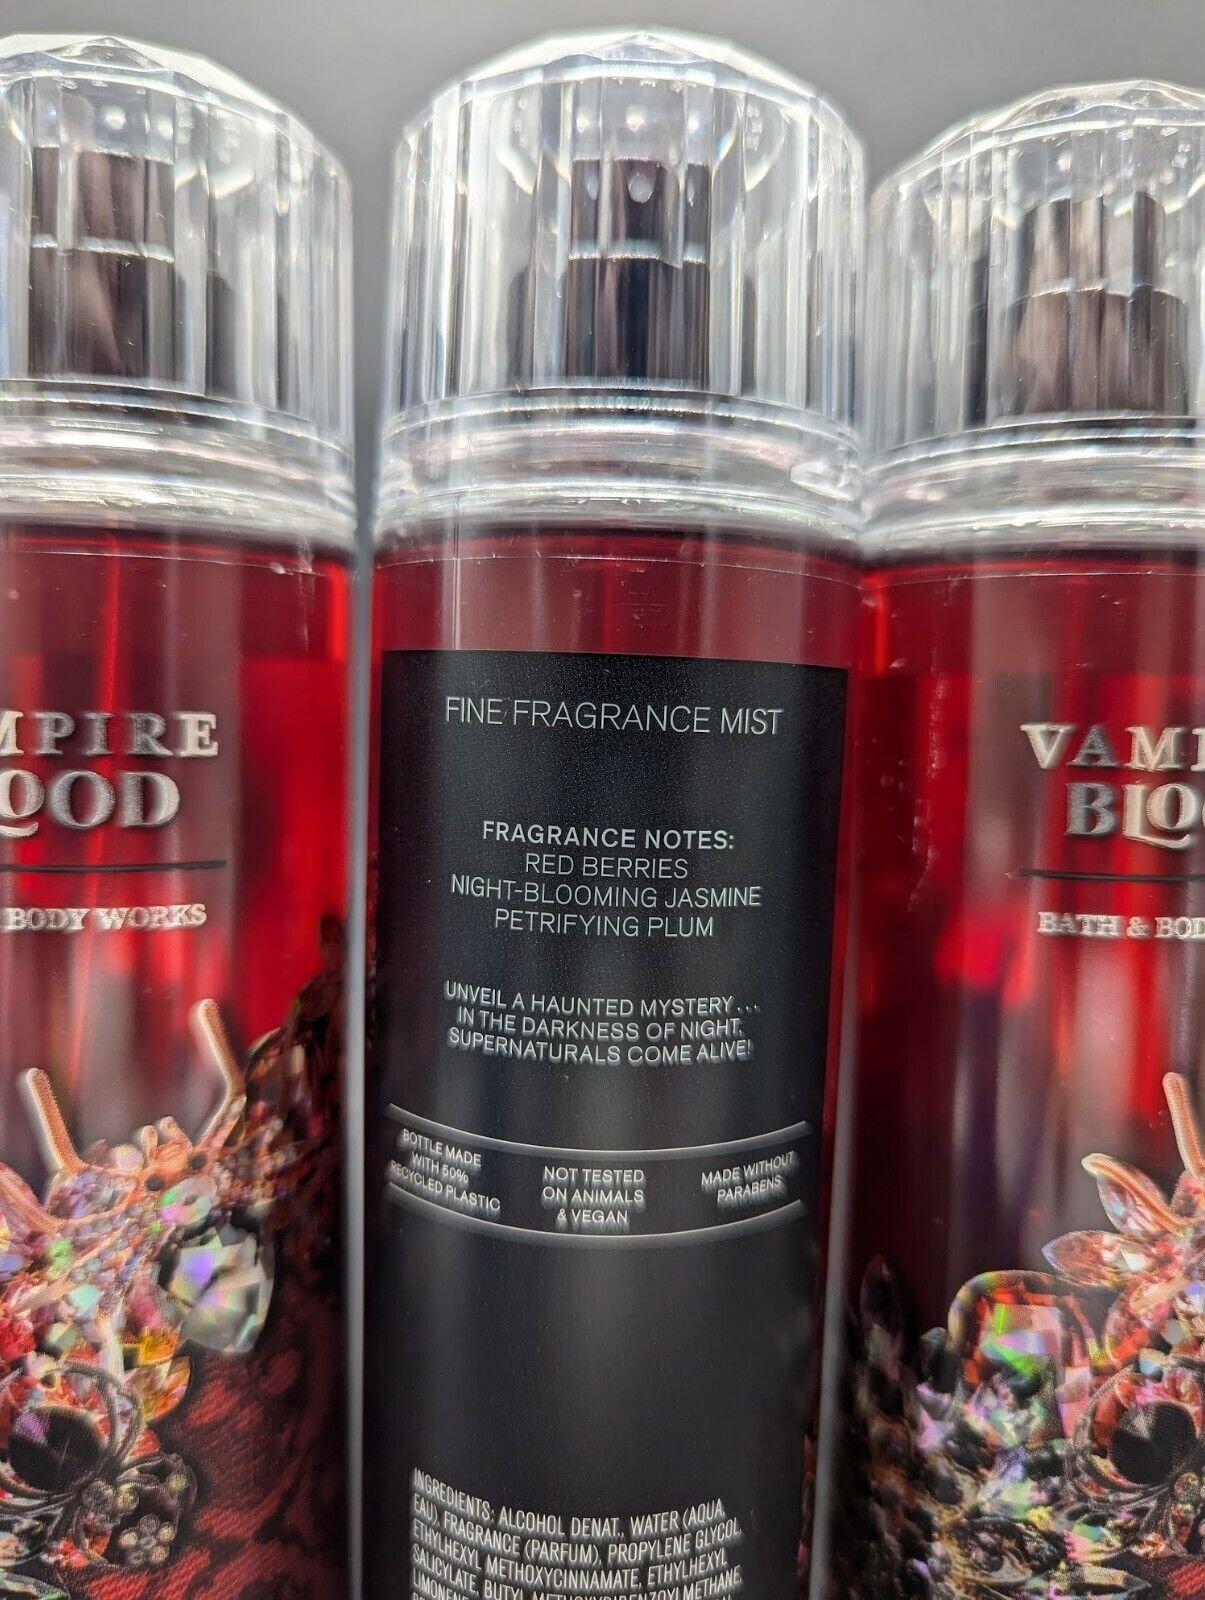 MPIRE
LOOD
BODY WORKS
FINE FRAGRANCE MIST
FRAGRANCE NOTES:
RED BERRIES
NIGHT-BLOOMING JASMINE
PETRIFYING PLUM
UNVEIL A HAUNTED MYSTERY...
IN THE DARKNESS OF NIGHT,
SUPERNATURALS COME ALIVE!
BOTTLE MADE
WITH 50%
RECYCLED PLASTIC
NOT TESTED
ON ANIMALS
& VEGAN
MADE WITHOUT
PARABENS
INGREDIENTS: ALCOHOL DENAT., WATER (AQUA,
EAU), FRAGRANCE (PARFUM), PROPYLENE GLYCOL,
ETHYLHEXYL METHOXYCINNAMATE, ETHYLHEXYL
SALICYLATE, BUTYL METHOXYDIBENZOYLMETHANE,
VAMP
BLOO
BATH & BOD